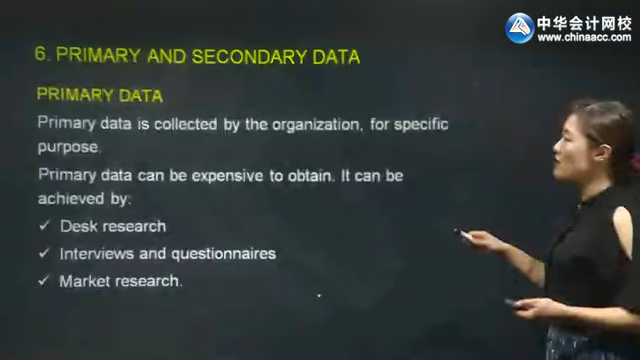 中华会计网校
www.chinaacc.com
6. PRIMARY AND SECONDARY DATA
PRIMARY DATA
Primary data is collected by the organization, for specific
purpose.
Primary data can be expensive to obtain. It can be
achieved by:
✓ Desk research
✓ Interviews and questionnaires
✓ Market research.